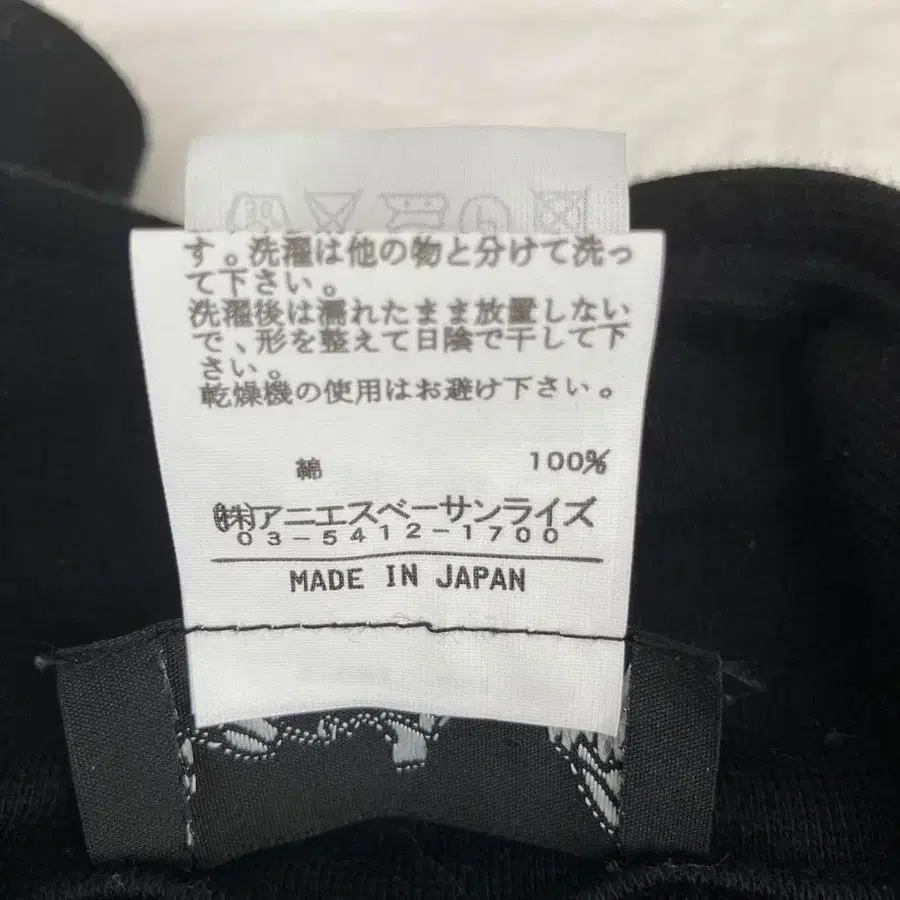 す。洗濯は他の物と分けて洗っ
て下さい。
洗濯後は濡れたまま放置しない
で、形を整えて日陰で干して下
さい。
乾燥機の使用はお避け下さい。
綿 100%
㈱アニエスベーサンライズ
03-5412-1700
MADE IN JAPAN